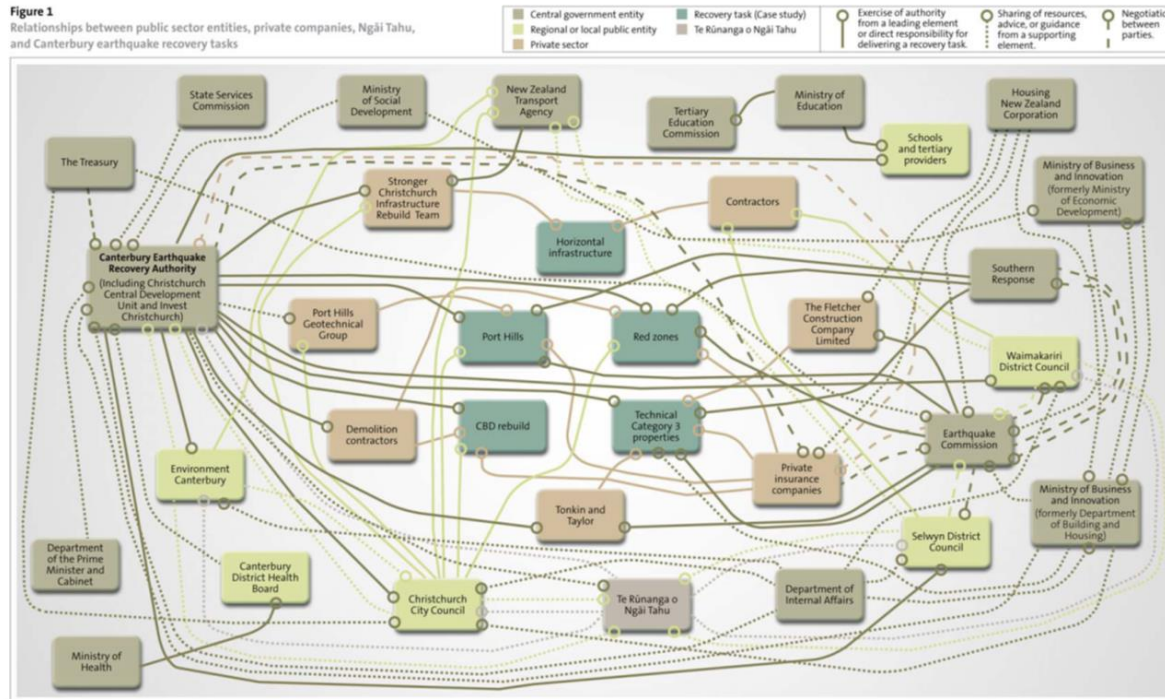 Figure 1
Relationships between public sector entities, private companies, Ngāi Tahu,
and Canterbury earthquake recovery tasks
Central government entity
Regional or local public entity
Private sector
Recovery task (Case study)
Te Rūnanga o Ngāi Tahu
Exercise of authority
from a leading element
or direct responsibility for
delivering a recovery task.
Sharing of resources,
advice, or guidance
from a supporting
element.
Negotiatio
between
parties.
State Services
Commission
Ministry
of Social
Development
New Zealand
Transport
Agency
Tertiary
Education
Commission
Ministry of
Education
Housing
New Zealand
Corporation
Schools
and tertiary
providers
The Treasury
Stronger
Christchurch
Infrastructure
Rebuild Team
Contractors
Ministry of Business
and Innovation
(formerly Ministry
of Economic
Development)
Horizontal
infrastructure
Canterbury Earthquake
Recovery Authority
(Including Christchurch
Central Development
Unit and Invest
Christchurch)
Southern
Response
Port Hills
Geotechnical
Group
Port Hills
Red zones
The Fletcher
Construction
Company
Limited
Waimakariri
District Council
Demolition
contractors
CBD rebuild
Technical
Category 3
properties
Earthquake
Commission
Environment
Canterbury
Private
insurance
companies
Tonkin and
Taylor
Ministry of Business
and Innovation
(formerly Department
of Building and
Housing)
Selwyn District
Council
Department
of the Prime
Minister and
Cabinet
Canterbury
District Health
Board
Christchurch
City Council
Te Rūnanga o
Ngāi Tahu
Department of
Internal Affairs
Ministry of
Health